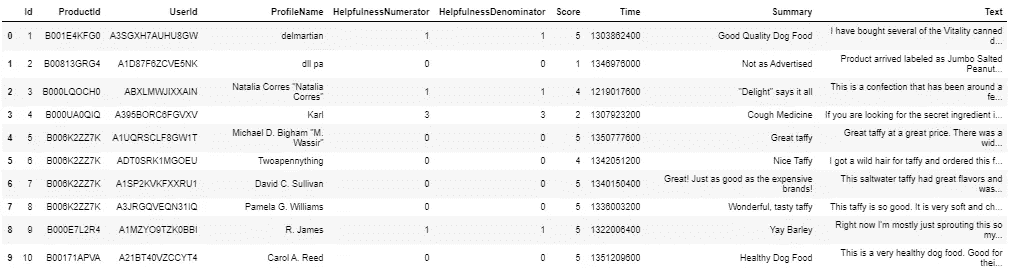 Id ProductId UserId ProfileName HelpfulnessNumerator HelpfulnessDenominator Score Time Summary Text
0 1 B001E4KFG0 A3SGXH7AUHU8GW delmartian 1 1 5 1303862400 Good Quality Dog Food I have bought several of the Vitality canned d...
1 2 B00813GRG4 A1D87F6ZCVE5NK dll pa 0 0 1 1346976000 Not as Advertised Product arrived labeled as Jumbo Salted Peanut...
2 3 B000LQOCH0 ABXLMWJIXXAIN Natalia Corres "Natalia Corres" 1 1 4 1219017600 "Delight" says it all This is a confection that has been around a fe...
3 4 B000UA0QIQ A395BORC6FGVXV Karl 3 3 2 1307923200 Cough Medicine If you are looking for the secret ingredient i...
4 5 B006K2ZZ7K A1UQRSCLF8GW1T Michael D. Bigham "M. Wassir" 0 0 5 1350777600 Great taffy Great taffy at a great price. There was a wid...
5 6 B006K2ZZ7K ADT0SRK1MGOEU Twoapennything 0 0 4 1342051200 Nice Taffy I got a wild hair for taffy and ordered this f...
6 7 B006K2ZZ7K A1SP2KVKFXXRU1 David C. Sullivan 0 0 5 1340150400 Great! Just as good as the expensive brands! This saltwater taffy had great flavors and was...
7 8 B006K2ZZ7K A3JRGQVEQN31IQ Pamela G. Williams 0 0 5 1336003200 Wonderful, tasty taffy This taffy is so good. It is very soft and ch...
8 9 B000E7L2R4 A1MZYO9TZK0BBI R. James 1 1 5 1322006400 Yay Barley Right now I'm mostly just sprouting this so my...
9 10 B00171APVA A21BT40VZCCYT4 Carol A. Reed 0 0 5 1351209600 Healthy Dog Food This is a very healthy dog food. Good for thei...